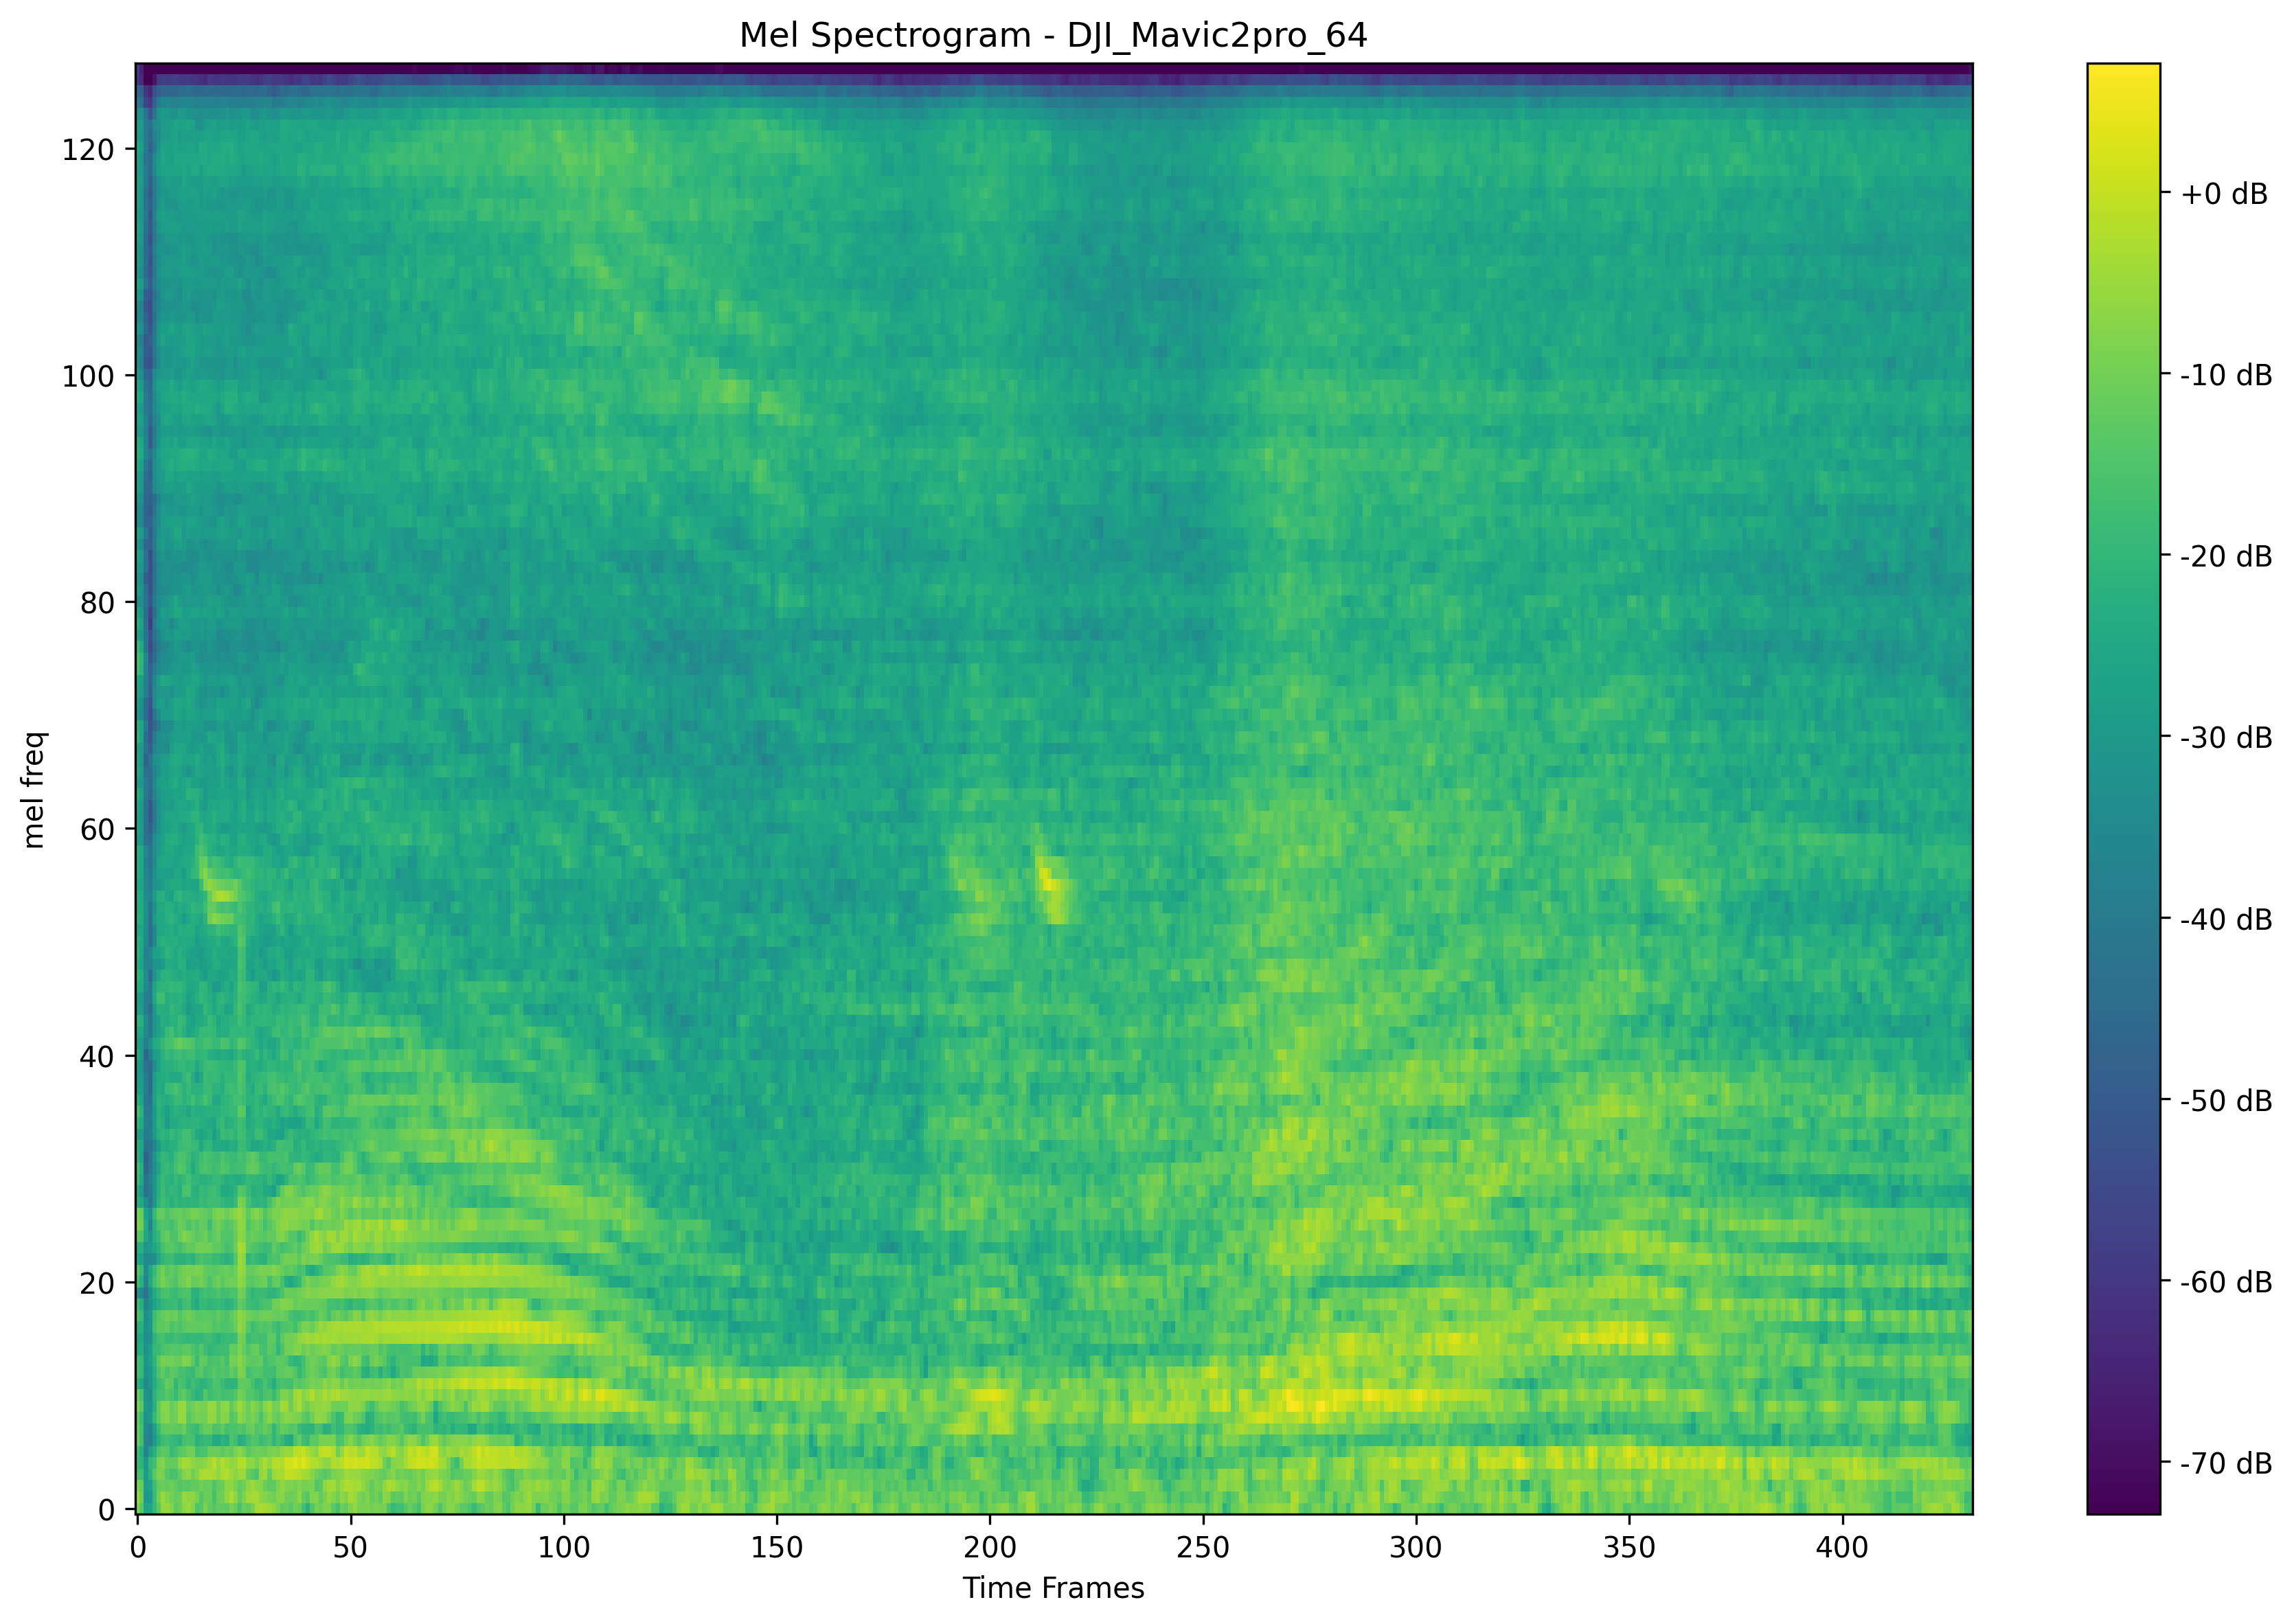 Mel Spectrogram - DJI_Mavic2pro_64
mel freq
120
100
80
60
40
20
0
0 50 100 150 200 250 300 350 400
Time Frames
+0 dB
-10 dB
-20 dB
-30 dB
-40 dB
-50 dB
-60 dB
-70 dB